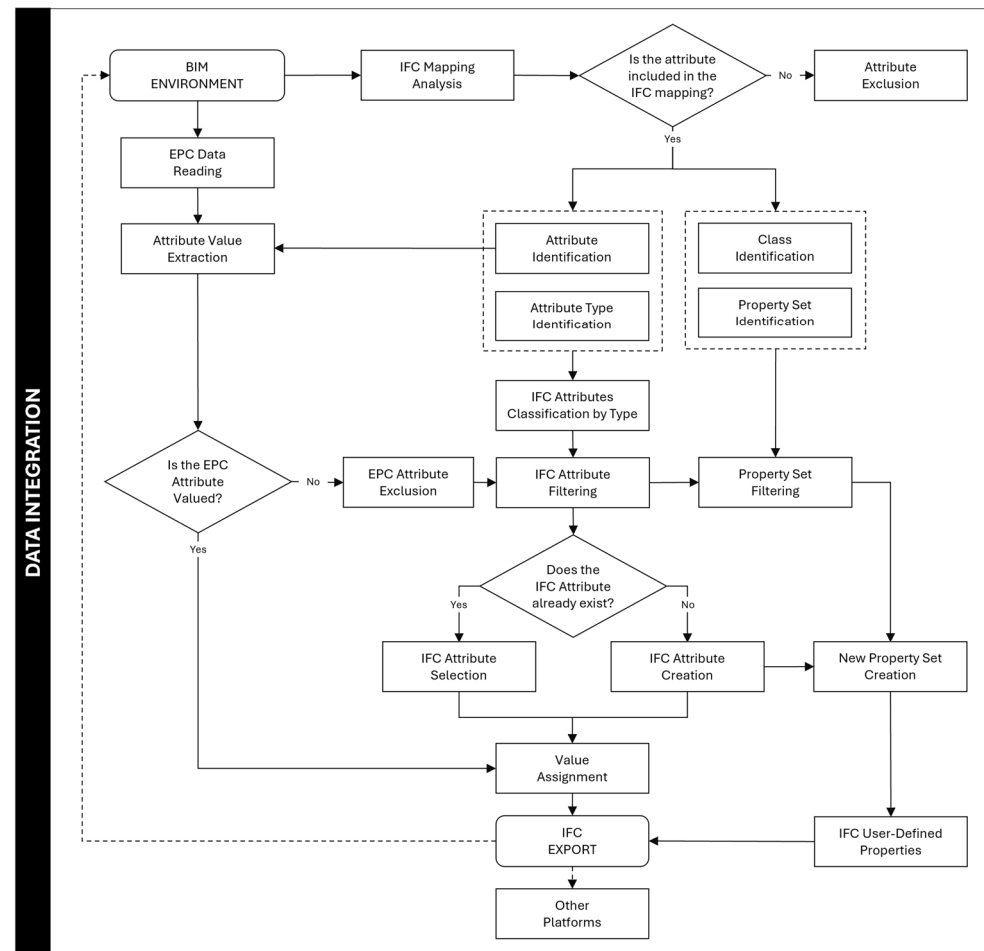 DATA INTEGRATION
BIM
ENVIRONMENT
IFC Mapping
Analysis
Is the attribute
included in the
IFC mapping?
No
Attribute
Exclusion
Yes
EPC Data
Reading
Attribute Value
Extraction
Attribute
Identification
Class
Identification
Attribute Type
Identification
Property Set
Identification
IFC Attributes
Classification by Type
Is the EPC
Attribute
Valued?
No
EPC Attribute
Exclusion
IFC Attribute
Filtering
Property Set
Filtering
Yes
Does the
IFC Attribute
already exist?
Yes
No
IFC Attribute
Selection
IFC Attribute
Creation
New Property Set
Creation
Value
Assignment
IFC
EXPORT
IFC User-Defined
Properties
Other
Platforms